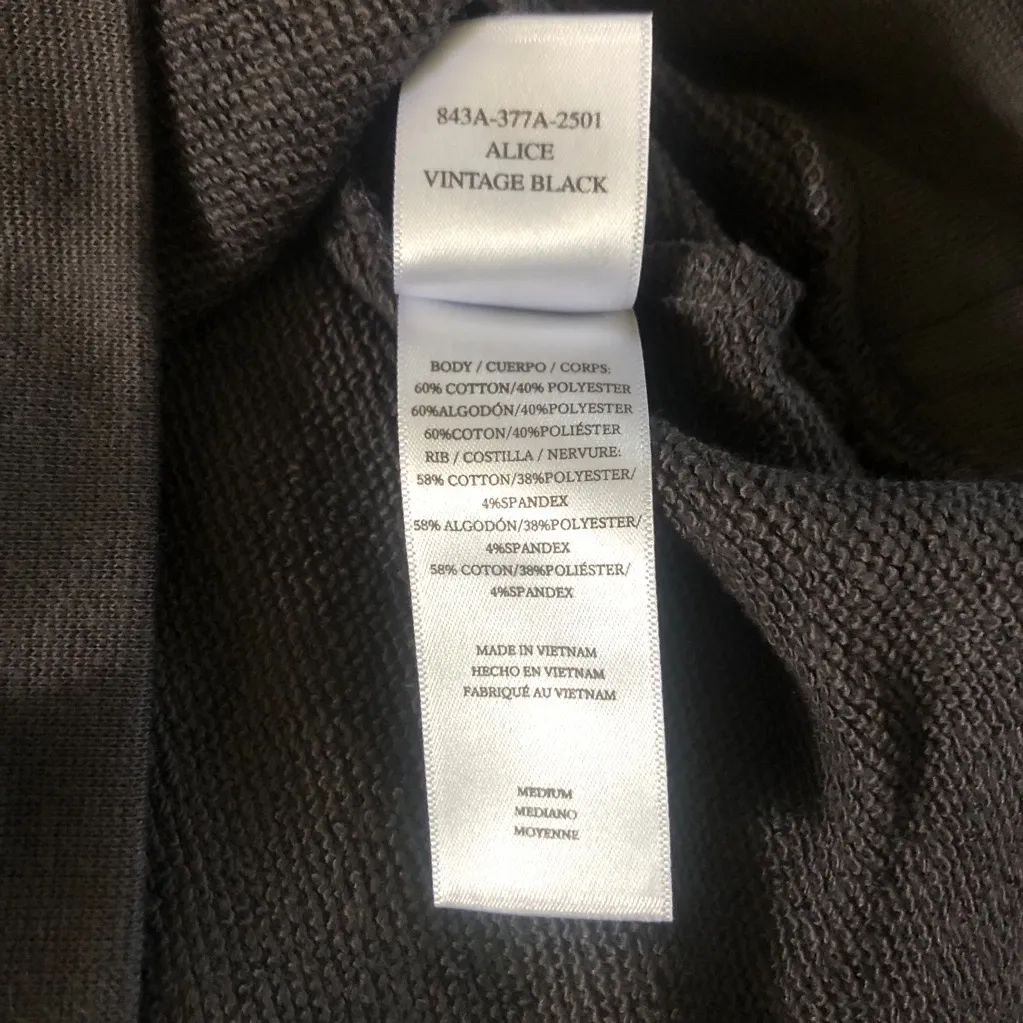 843A-377A-2501
ALICE
VINTAGE BLACK
BODY / CUERPO / CORPS:
60% COTTON/40% POLYESTER
60%ALGODÓN/40%POLYESTER
60%COTON/40%POLIÉSTER
RIB / COSTILLA / NERVURE:
58% COTTON/38%POLYESTER/
4%SPANDEX
58% ALGODÓN/38%POLYESTER/
4%SPANDEX
58% COTON/38%POLIÉSTER/
4%SPANDEX
MADE IN VIETNAM
HECHO EN VIETNAM
FABRIQUÉ AU VIETNAM
MEDIUM
MEDIANO
MOYENNE